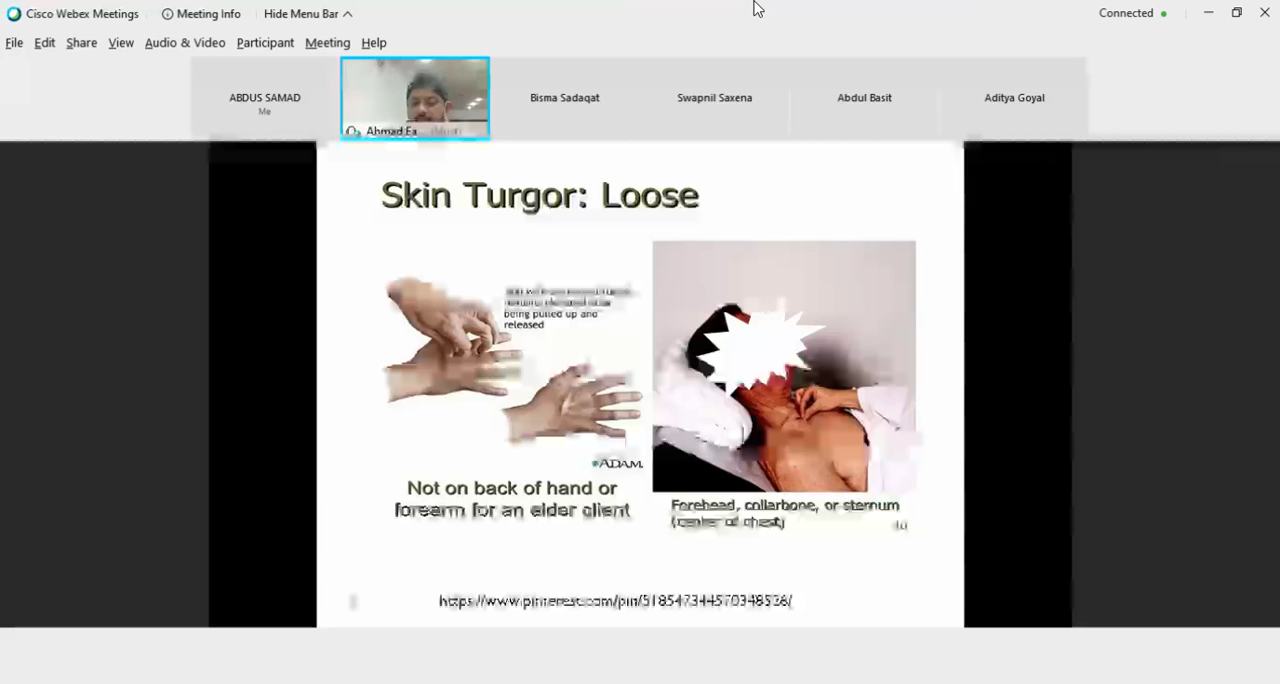 Cisco Webex Meetings
Meeting Info
Hide Menu Bar
Connected
File Edit Share View Audio & Video Participant Meeting Help
ABDUS SAMAD
Me
Ahmad
Bisma Sadaqat
Swapnil Saxena
Abdul Basit
Aditya Goyal
Skin Turgor: Loose
being pulled up and
released
ADAM.
Not on back of hand or
forearm for an elder client
Forehead, collarbone, or sternum
(center of chest)
https://www.pinterest.com/pin/